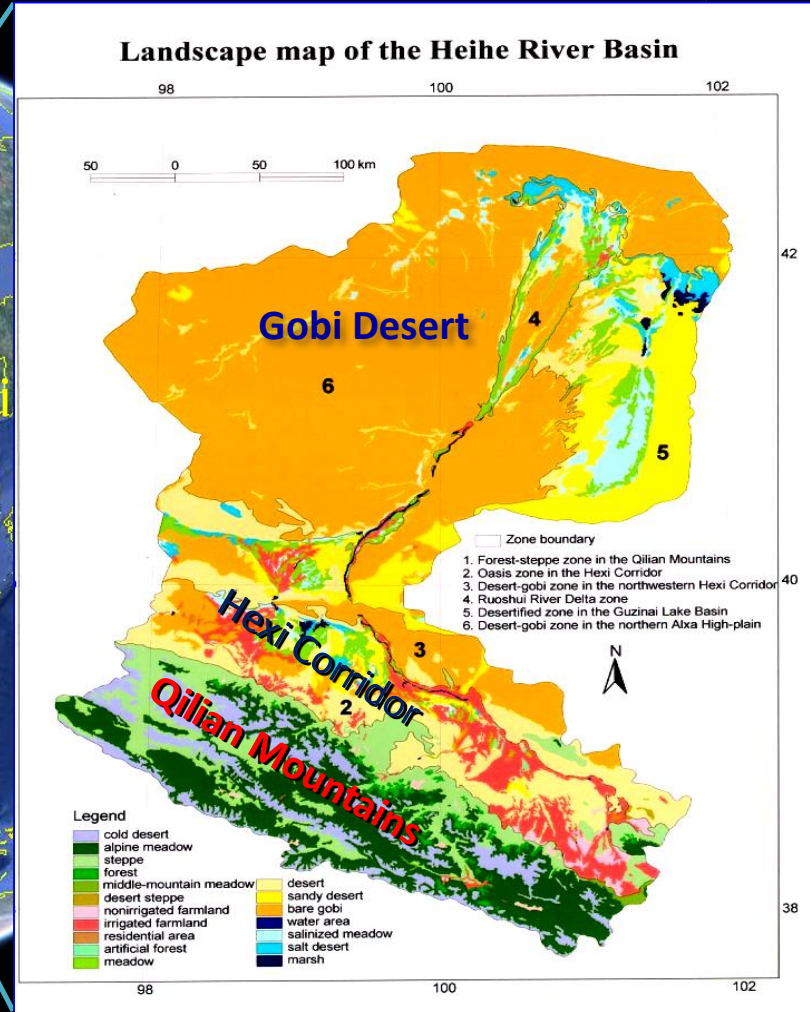 Landscape map of the Heihe River Basin
98 100 102
50 0 50 100 km
42
Gobi Desert
4
6
5
i
Zone boundary
1. Forest-steppe zone in the Qilian Mountains
2. Oasis zone in the Hexi Corridor
40
3. Desert-gobi zone in the northwestern Hexi Corridor
4. Ruoshui River Delta zone
5. Desertified zone in the Guzinai Lake Basin
6. Desert-gobi zone in the northern Alxa High-plain
Hexi Corridor
3
N
2
Qilian Mountains
Legend
cold desert
alpine meadow
steppe
forest
middle-mountain meadow
desert steppe
nonirrigated farmland
irrigated farmland
residential area
artificial forest
meadow
desert
sandy desert
bare gobi
water area
salinized meadow
salt desert
marsh
38
98 100 102